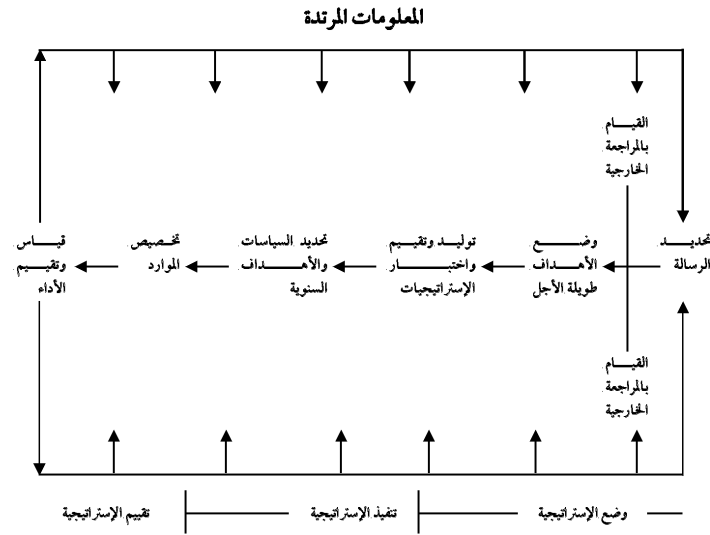 المعلومات المرتدة
القيام
بالمراجعة
الخارجية
تحديد
الرسالة
وضع
الأهداف
طويلة الأجل
توليد وتقييم
واختبار
الإستراتيجيات
تحديد السياسات
والأهداف
السنوية
تخصيص
الموارد
قياس
وتقييم
الأداء
القيام
بالمراجعة
الخارجية
وضع الإستراتيجية
تنفيذ الإستراتيجية
تقييم الإستراتيجية